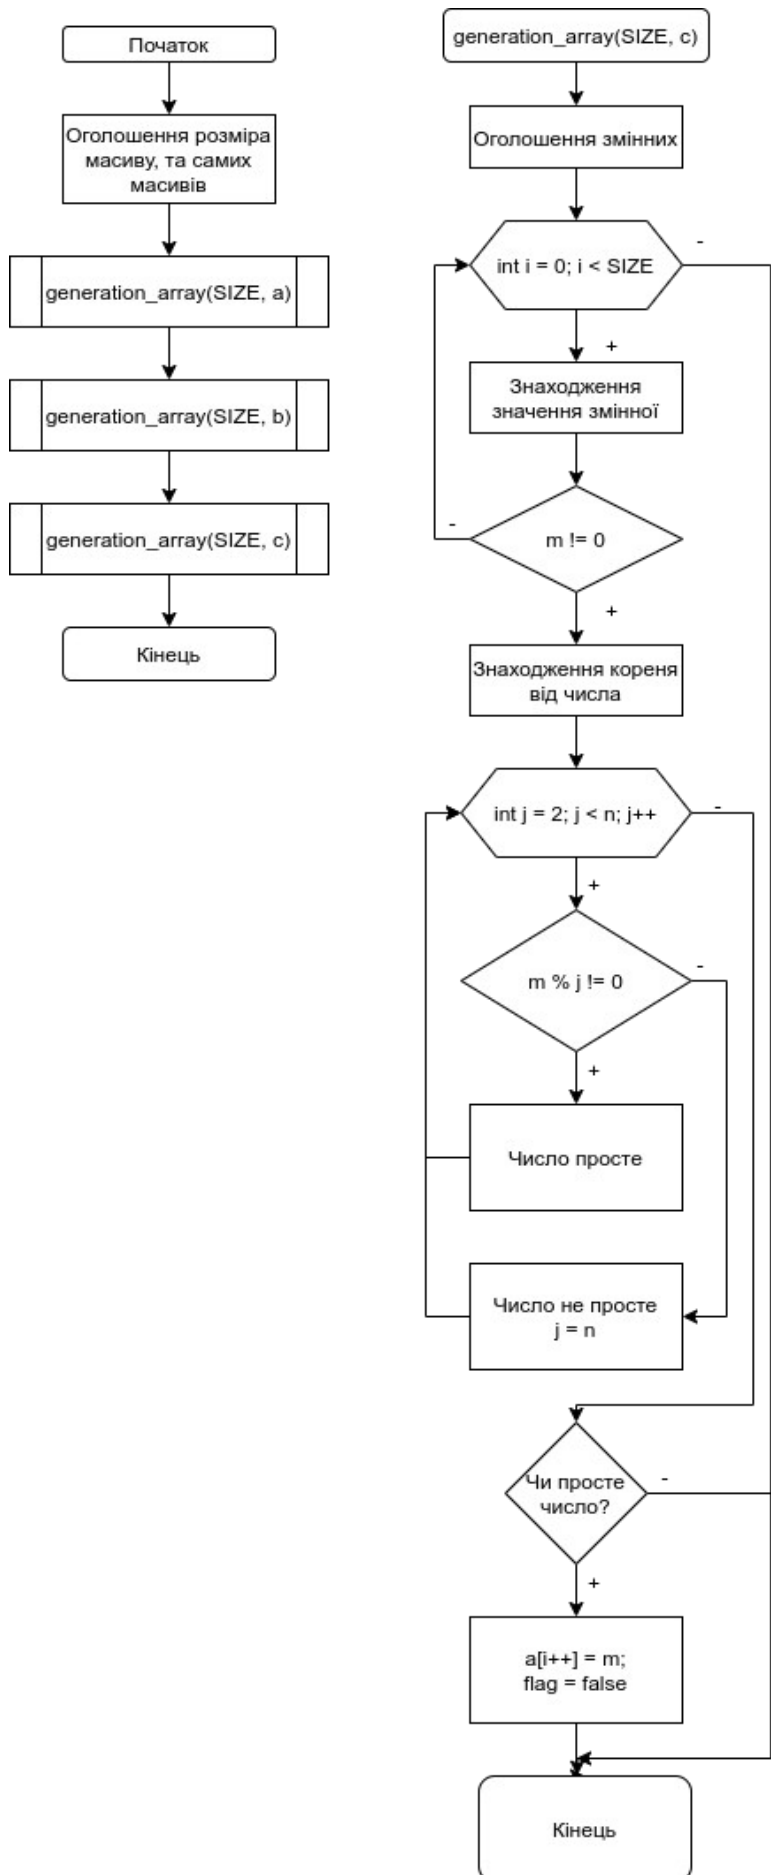 Початок
Оголошення розміра
масиву, та самих
масивів
generation_array(SIZE, a)
generation_array(SIZE, b)
generation_array(SIZE, c)
Кінець
generation_array(SIZE, c)
Оголошення змінних
int i = 0; i < SIZE
-
+
Знаходження
значення змінної
m != 0
-
+
Знаходження кореня
від числа
int j = 2; j < n; j++
-
+
m % j != 0
-
+
Число просте
Число не просте
j = n
Чи просте
число?
-
+
a[i++] = m;
flag = false
Кінець